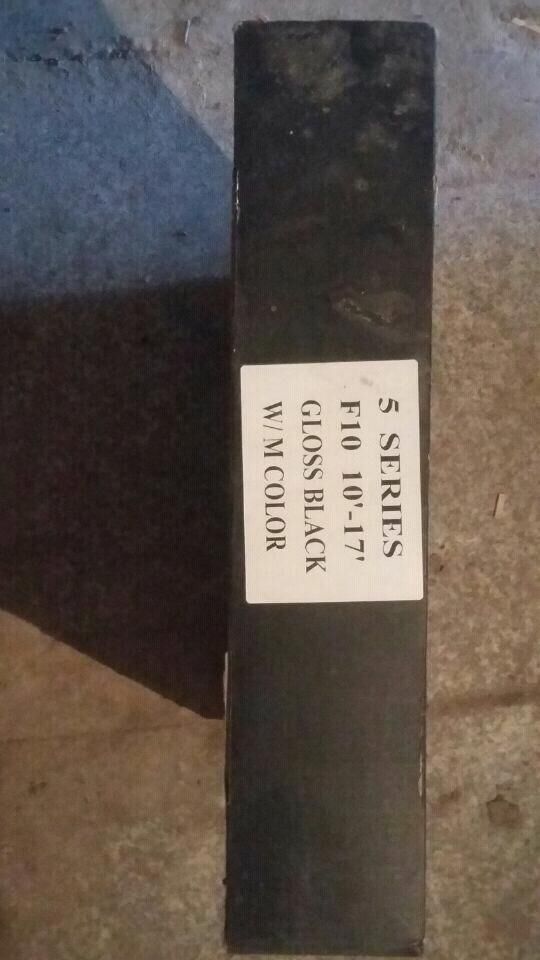 5 SERIES
F10 10'-17'
GLOSS BLACK
W/ M COLOR